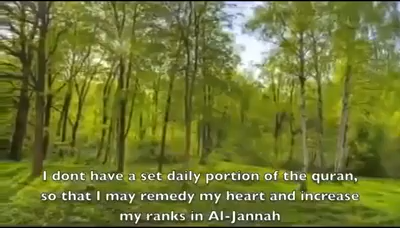 I dont have a set daily portion of the quran,
so that I may remedy my heart and increase
my ranks in Al-Jannah